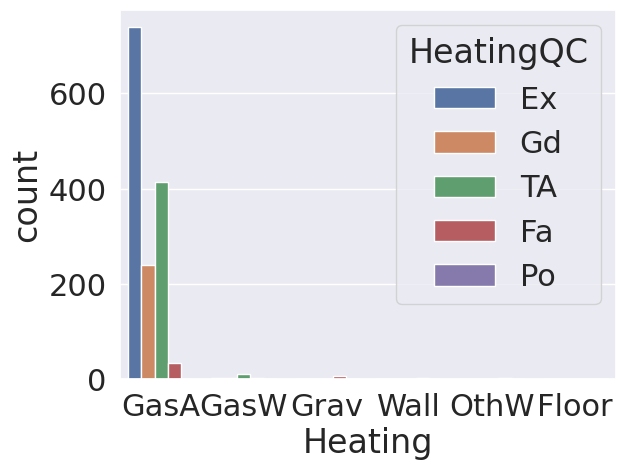 HeatingQC
Ex
Gd
TA
Fa
Po
600
400
200
0
count
GasA GasW Grav Wall OthW Floor
Heating